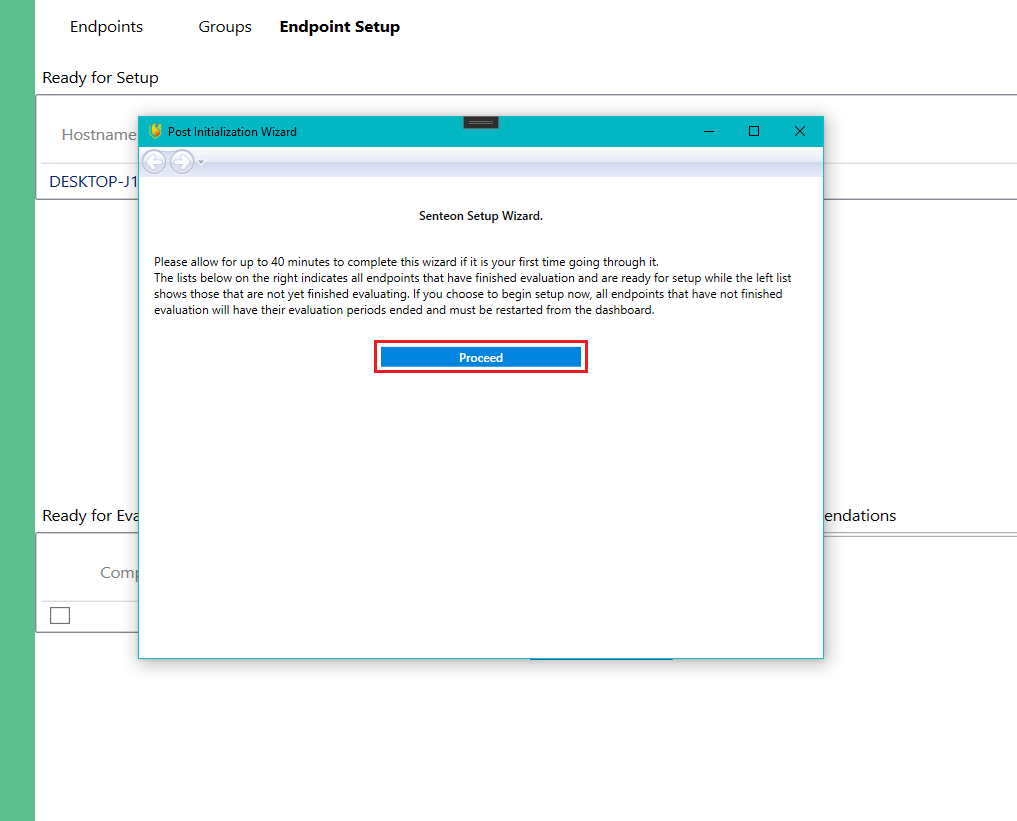 Endpoints Groups Endpoint Setup
Ready for Setup
Hostname
DESKTOP-J1
Post Initialization Wizard
Senteon Setup Wizard.
Please allow for up to 40 minutes to complete this wizard if it is your first time going through it.
The lists below on the right indicates all endpoints that have finished evaluation and are ready for setup while the left list
shows those that are not yet finished evaluating. If you choose to begin setup now, all endpoints that have not finished
evaluation will have their evaluation periods ended and must be restarted from the dashboard.
Proceed
Ready for Eva
endations
Comp